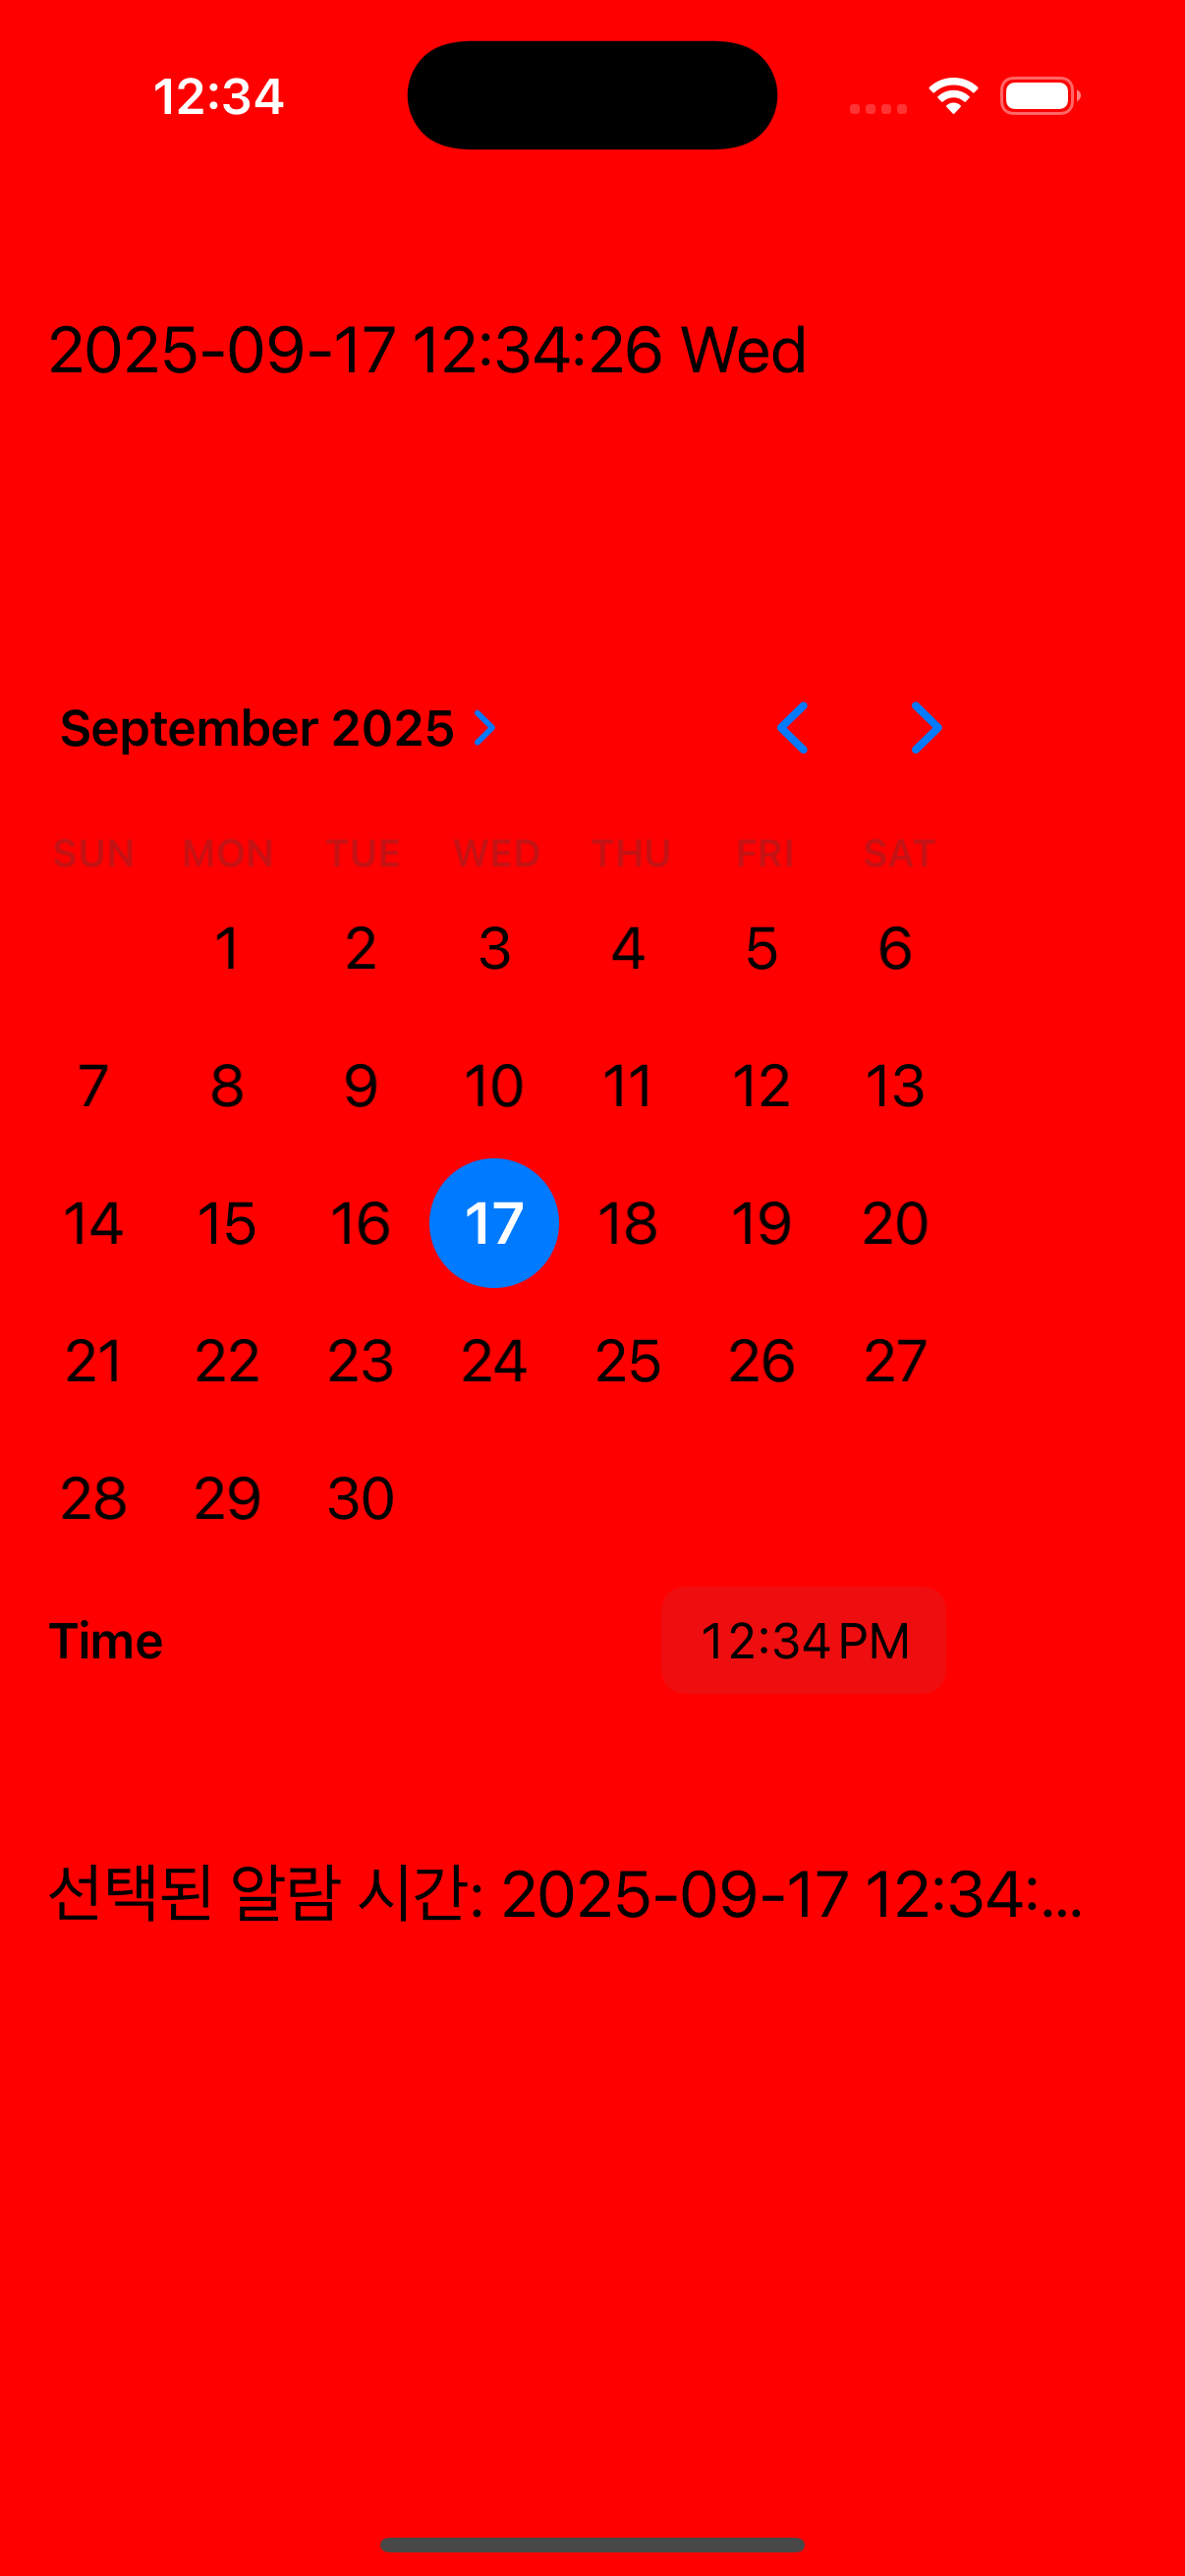 12:34
2025-09-17 12:34:26 Wed
September 2025
SUN MON TUE WED THU FRI SAT
1 2 3 4 5 6
7 8 9 10 11 12 13
14 15 16 17 18 19 20
21 22 23 24 25 26 27
28 29 30
Time 12:34 PM
선택된 알람 시간: 2025-09-17 12:34:...